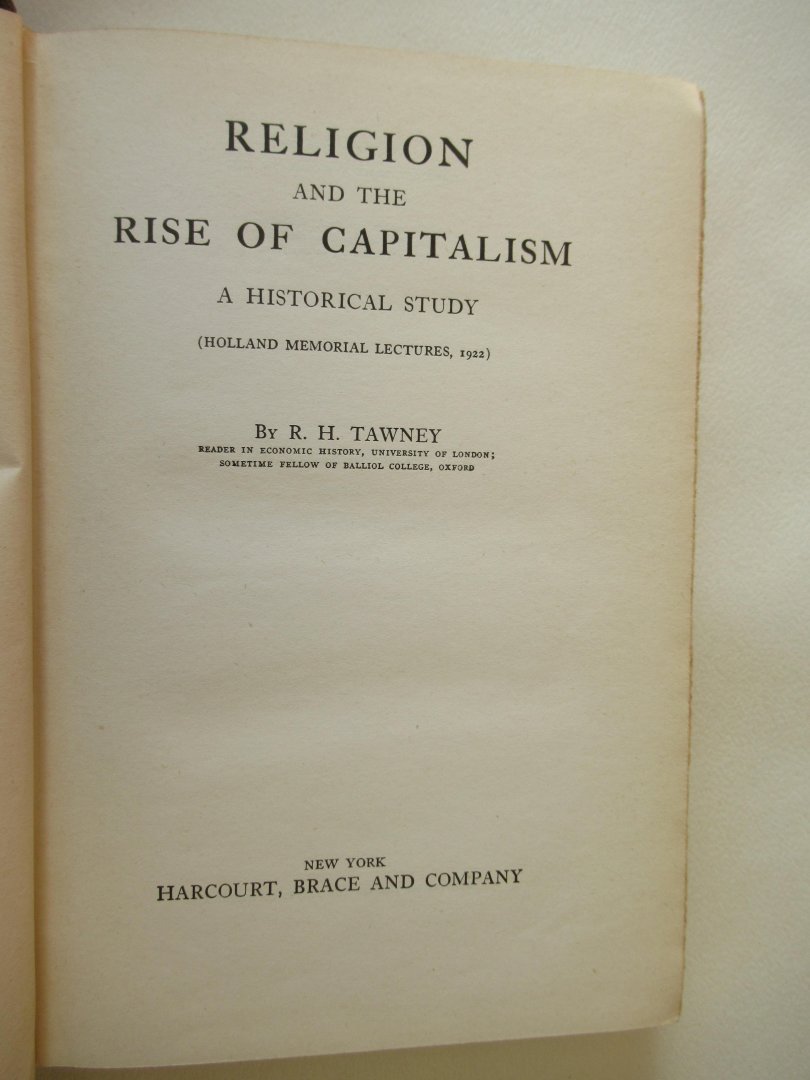 RELIGION
AND THE
RISE OF CAPITALISM
A HISTORICAL STUDY
(HOLLAND MEMORIAL LECTURES, 1922)
By R. H. TAWNEY
READER IN ECONOMIC HISTORY, UNIVERSITY OF LONDON;
SOMETIME FELLOW OF BALLIOL COLLEGE, OXFORD
NEW YORK
HARCOURT, BRACE AND COMPANY